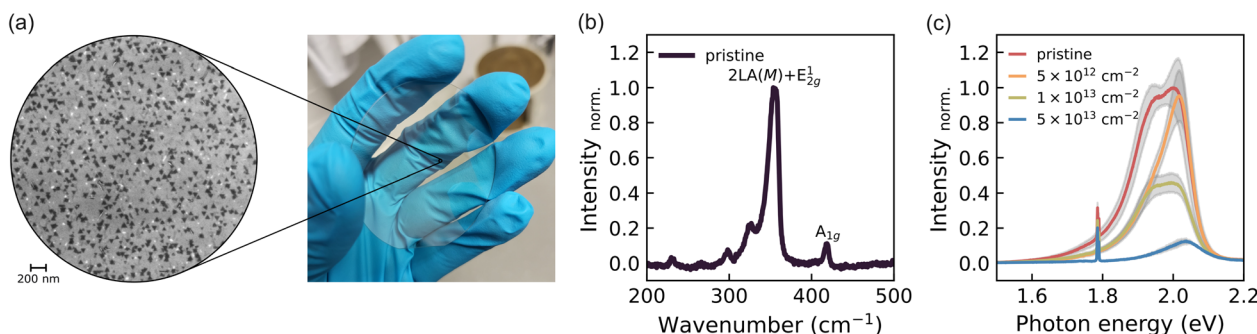 (a)
200 nm
(b)
1.2
1.0
0.8
0.6
0.4
0.2
0.0
Intensity norm.
pristine
2LA(M)+E¹₂g
A₁g
200 300 400 500
Wavenumber (cm⁻¹)
(c)
1.2
1.0
0.8
0.6
0.4
0.2
0.0
Intensity norm.
pristine
5 × 10¹² cm⁻²
1 × 10¹³ cm⁻²
5 × 10¹³ cm⁻²
1.6 1.8 2.0 2.2
Photon energy (eV)